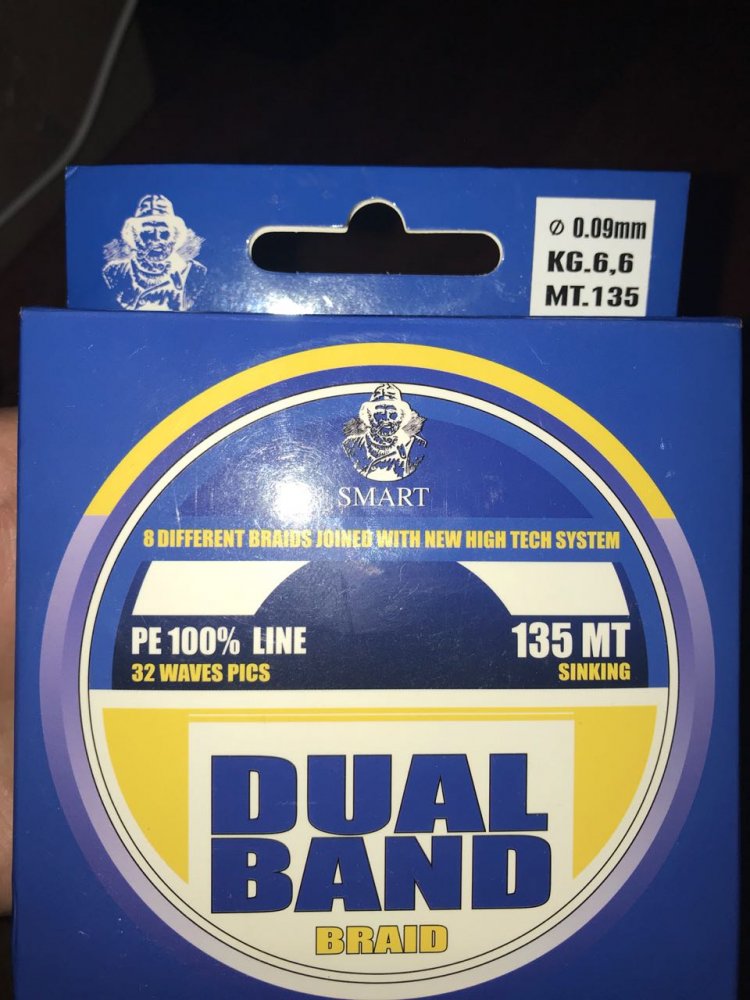 Ø 0.09mm
KG.6,6
MT.135
SMART
8 DIFFERENT BRAIDS JOINED WITH NEW HIGH TECH SYSTEM
PE 100% LINE
32 WAVES PICS
135 MT
SINKING
DUAL
BAND
BRAID